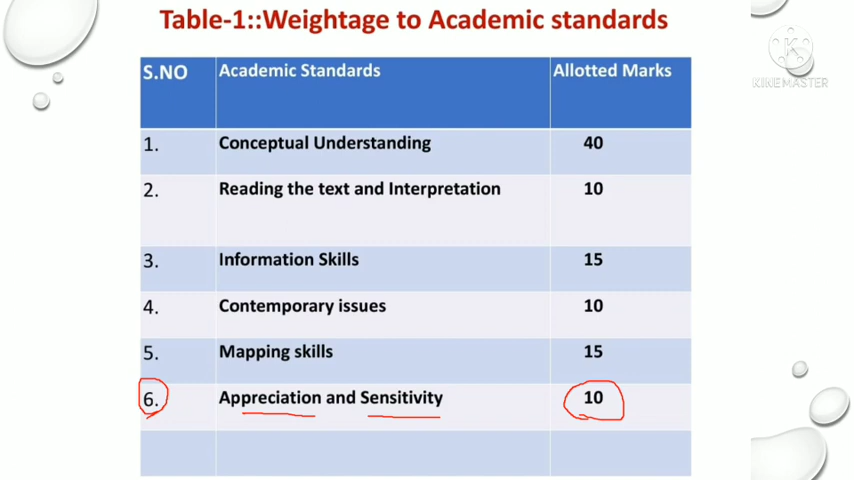 Table-1::Weightage to Academic standards
K
KINEMASTER
S.NO Academic Standards Allotted Marks
1. Conceptual Understanding 40
2. Reading the text and Interpretation 10
3. Information Skills 15
4. Contemporary issues 10
5. Mapping skills 15
6. Appreciation and Sensitivity 10